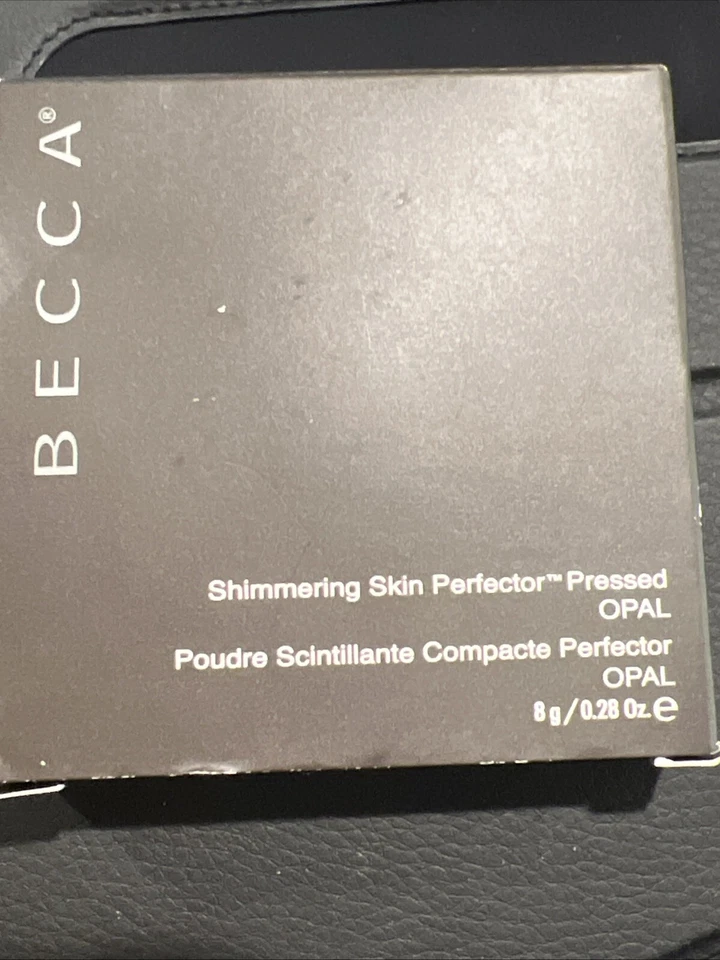 BECCA®
Shimmering Skin Perfector™ Pressed
OPAL
Poudre Scintillante Compacte Perfector
OPAL
8 g/0.28 Oz. e